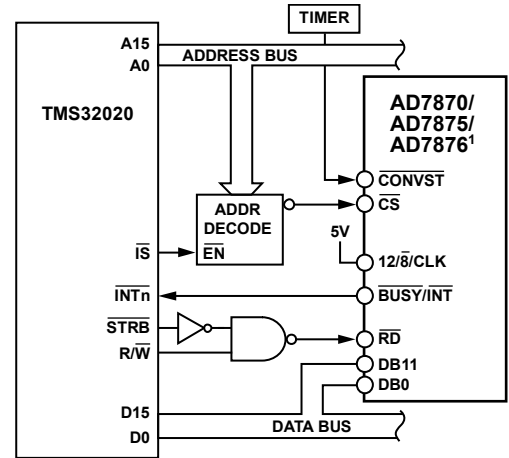 TIMER
A15
A0
ADDRESS BUS
TMS32020
AD7870/
AD7875/
AD7876¹
CONVST
CS
ADDR
DECODE
EN
5V
IS
12/8/CLK
INTn
BUSY/INT
STRB
R/W
RD
DB11
DB0
D15
D0
DATA BUS